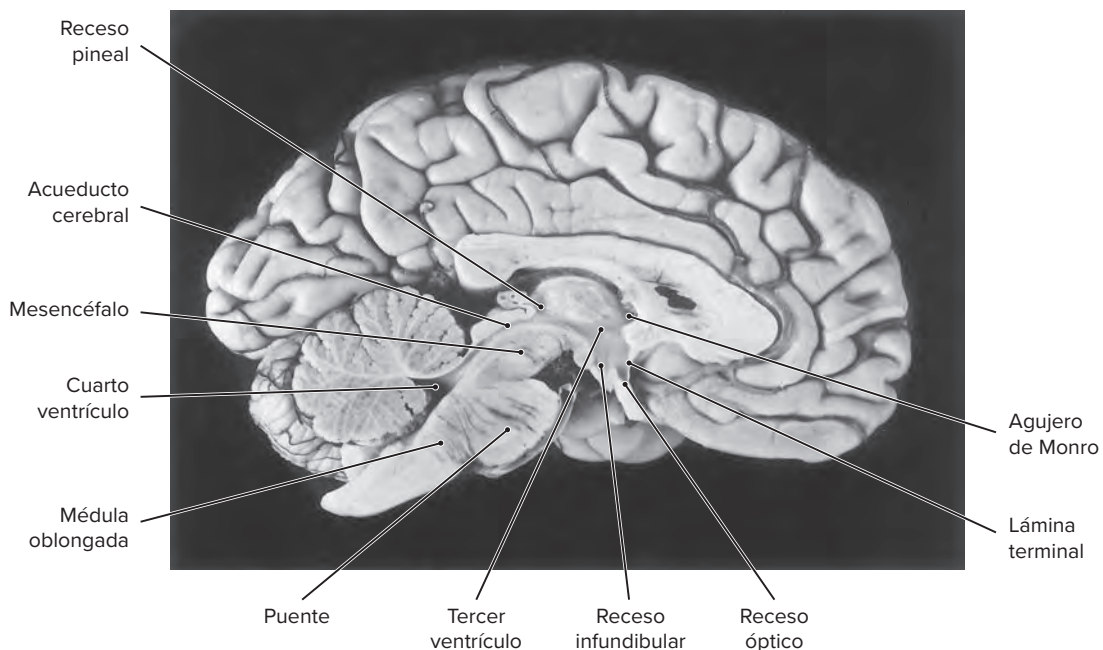 Receso
pineal
Acueducto
cerebral
Mesencéfalo
Cuarto
ventrículo
Médula
oblongada
Puente
Tercer
ventrículo
Receso
infundibular
Receso
óptico
Agujero
de Monro
Lámina
terminal